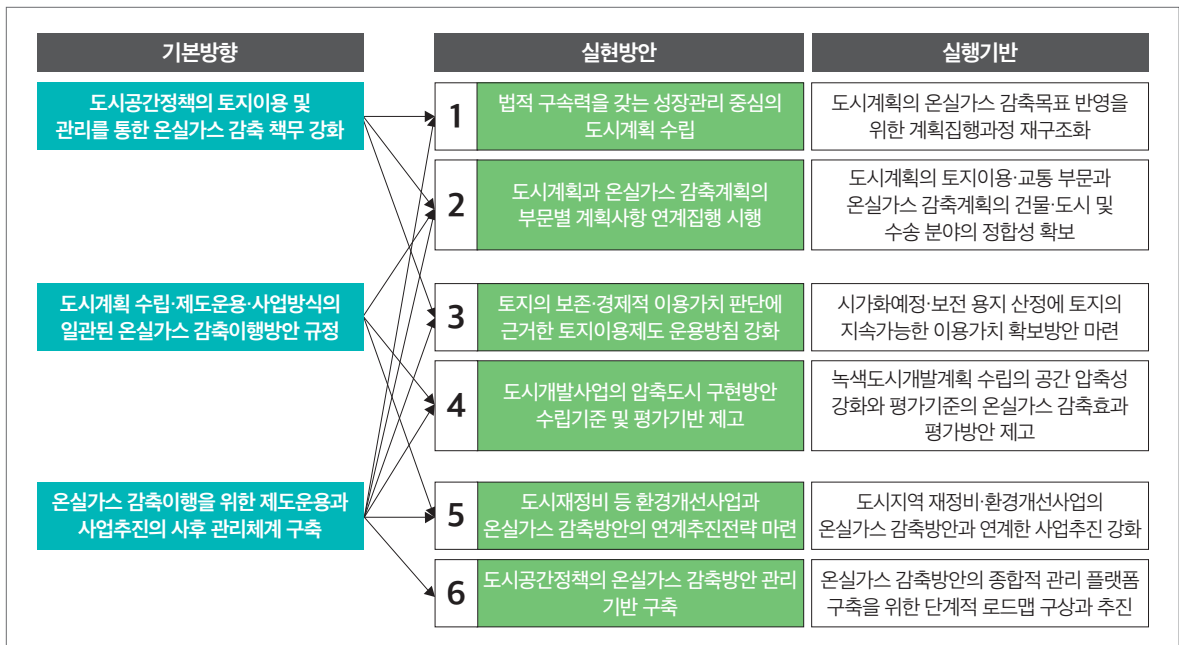 기본방향
실현방안
실행기반
도시공간정책의 토지이용 및
관리를 통한 온실가스 감축 책무 강화
1
법적 구속력을 갖는 성장관리 중심의
도시계획 수립
도시계획의 온실가스 감축목표 반영을
위한 계획집행과정 재구조화
2
도시계획과 온실가스 감축계획의
부문별 계획사항 연계집행 시행
도시계획의 토지이용·교통 부문과
온실가스 감축계획의 건물·도시 및
수송 분야의 정합성 확보
도시계획 수립·제도운용·사업방식의
일관된 온실가스 감축이행방안 규정
3
토지의 보존·경제적 이용가치 판단에
근거한 토지이용제도 운용방침 강화
시가화예정·보전 용지 산정에 토지의
지속가능한 이용가치 확보방안 마련
4
도시개발사업의 압축도시 구현방안
수립기준 및 평가기반 제고
녹색도시개발계획 수립의 공간 압축성
강화와 평가기준의 온실가스 감축효과
평가방안 제고
온실가스 감축이행을 위한 제도운용과
사업추진의 사후 관리체계 구축
5
도시재정비 등 환경개선사업과
온실가스 감축방안의 연계추진전략 마련
도시지역 재정비·환경개선사업의
온실가스 감축방안과 연계한 사업추진 강화
6
도시공간정책의 온실가스 감축방안 관리
기반 구축
온실가스 감축방안의 종합적 관리 플랫폼
구축을 위한 단계적 로드맵 구상과 추진